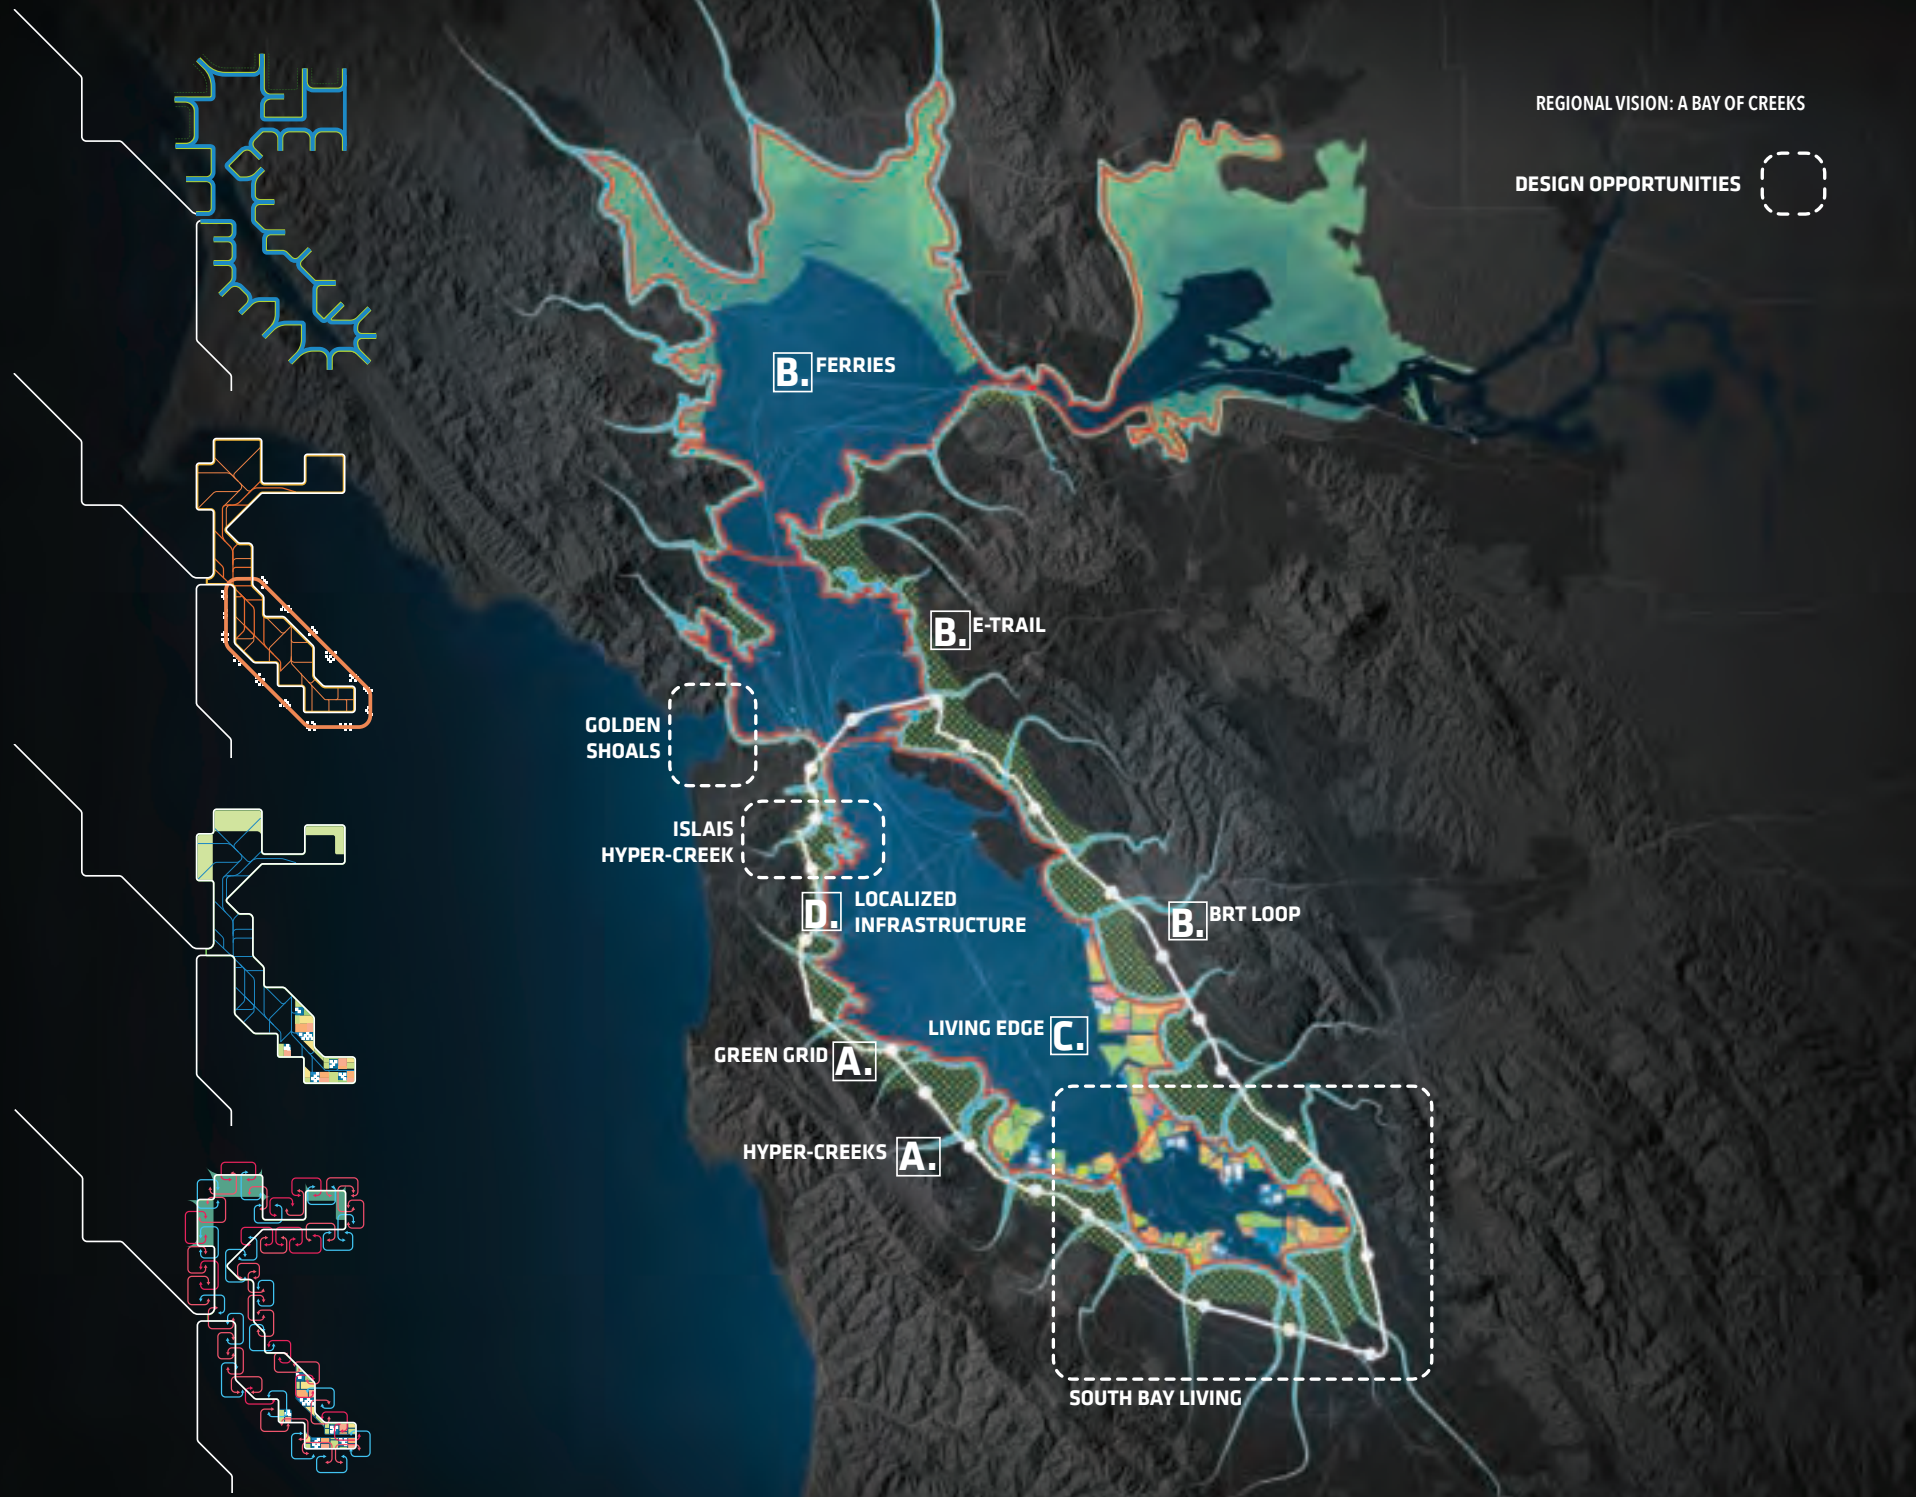 REGIONAL VISION: A BAY OF CREEKS
DESIGN OPPORTUNITIES
B. FERRIES
B. E-TRAIL
GOLDEN
SHOALS
ISLAIS
HYPER-CREEK
D. LOCALIZED
INFRASTRUCTURE
B. BRT LOOP
LIVING EDGE C.
GREEN GRID A.
HYPER-CREEKS A.
SOUTH BAY LIVING